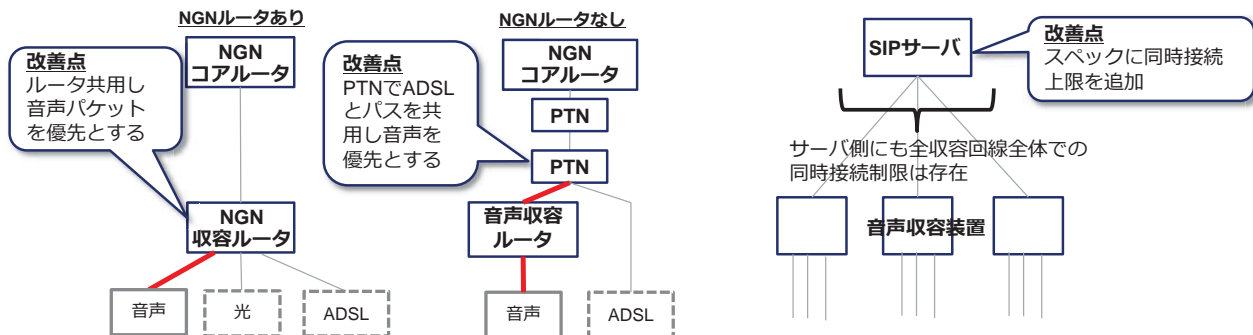 NGNルータあり
NGN
コアルータ
改善点
ルータ共用し
音声パケット
を優先とする
NGN
収容ルータ
音声
光
ADSL
NGNルータなし
NGN
コアルータ
改善点
PTNでADSL
とパスを共
用し音声を
優先とする
PTN
PTN
音声収容
ルータ
音声
ADSL
SIPサーバ
改善点
スペックに同時接続
上限を追加
サーバ側にも全収容回線全体での
同時接続制限は存在
音声収容装置